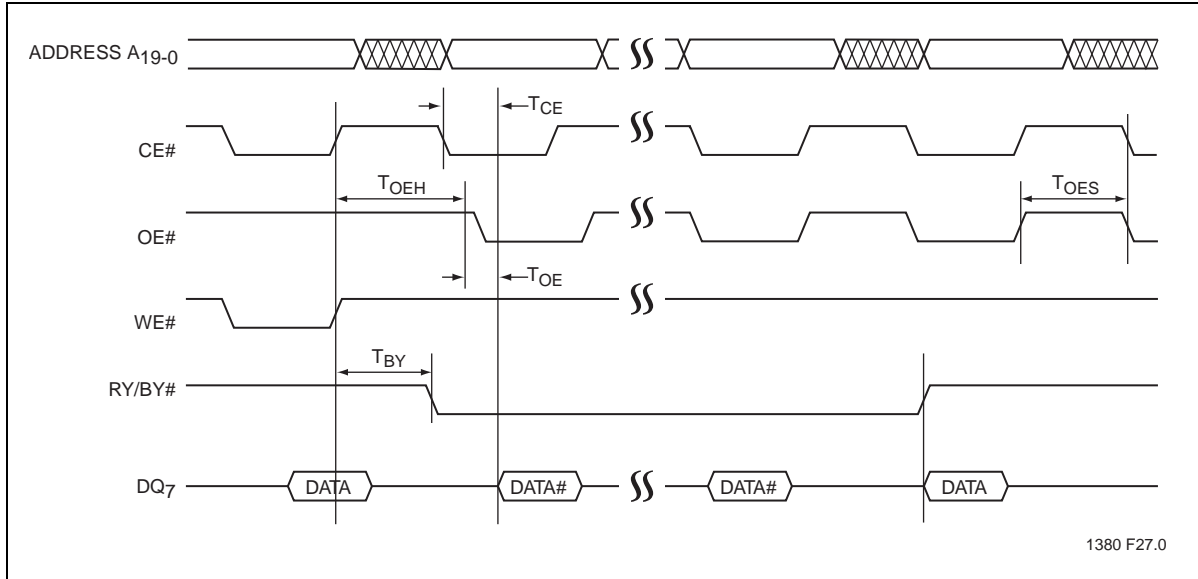 ADDRESS A19-0
TCE
CE#
TOEH
TOES
OE#
TOE
WE#
TBY
RY/BY#
DQ7
DATA
DATA#
DATA#
DATA
1380 F27.0